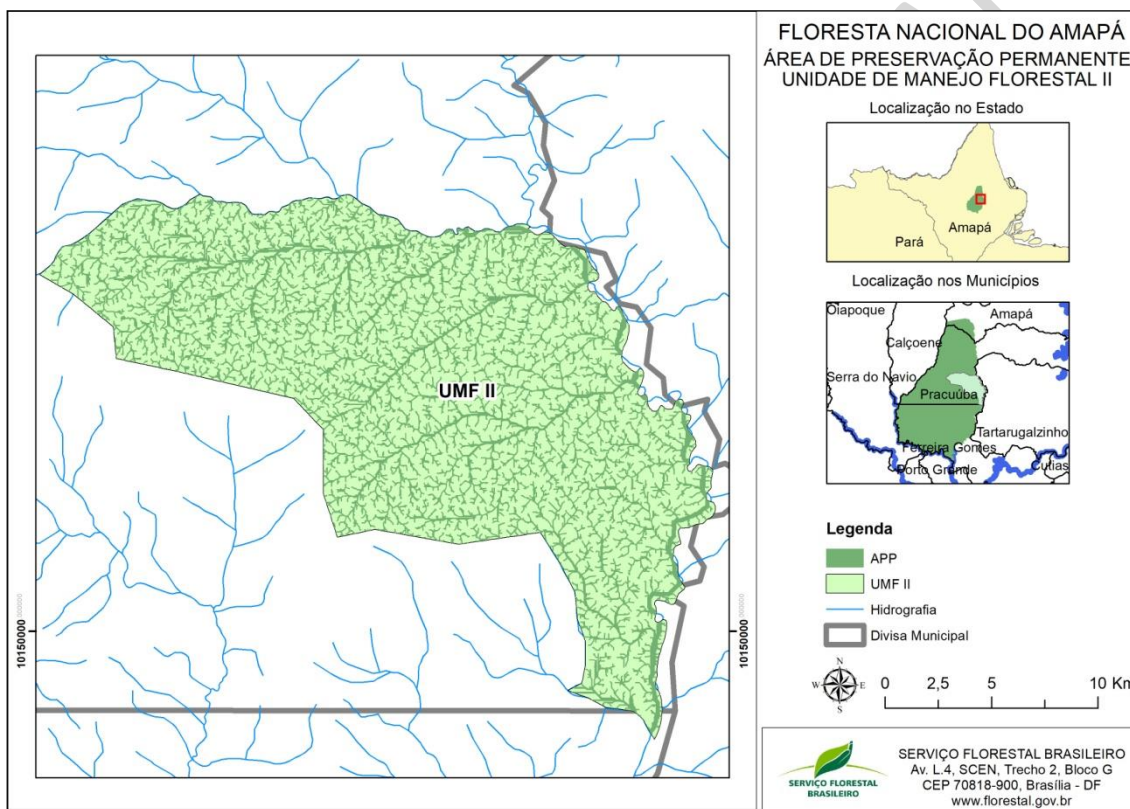 FLORESTA NACIONAL DO AMAPÁ
ÁREA DE PRESERVAÇÃO PERMANENTE
UNIDADE DE MANEJO FLORESTAL II
Localização no Estado
Amapá
Pará
Localização nos Municípios
Oiapoque
Amapá
Calçoene
Serra do Navio
Pracuúba
Tartarugalzinho
Ferreira Gomes
Porto Grande
Cutias
UMF II
10150000
10150000
Legenda
APP
UMF II
Hidrografia
Divisa Municipal
N
W E
S
0 2,5 5 10 Km
SERVIÇO FLORESTAL
BRASILEIRO
SERVIÇO FLORESTAL BRASILEIRO
Av. L.4, SCEN, Trecho 2, Bloco G
CEP 70818-900, Brasília - DF
www.florestal.gov.br